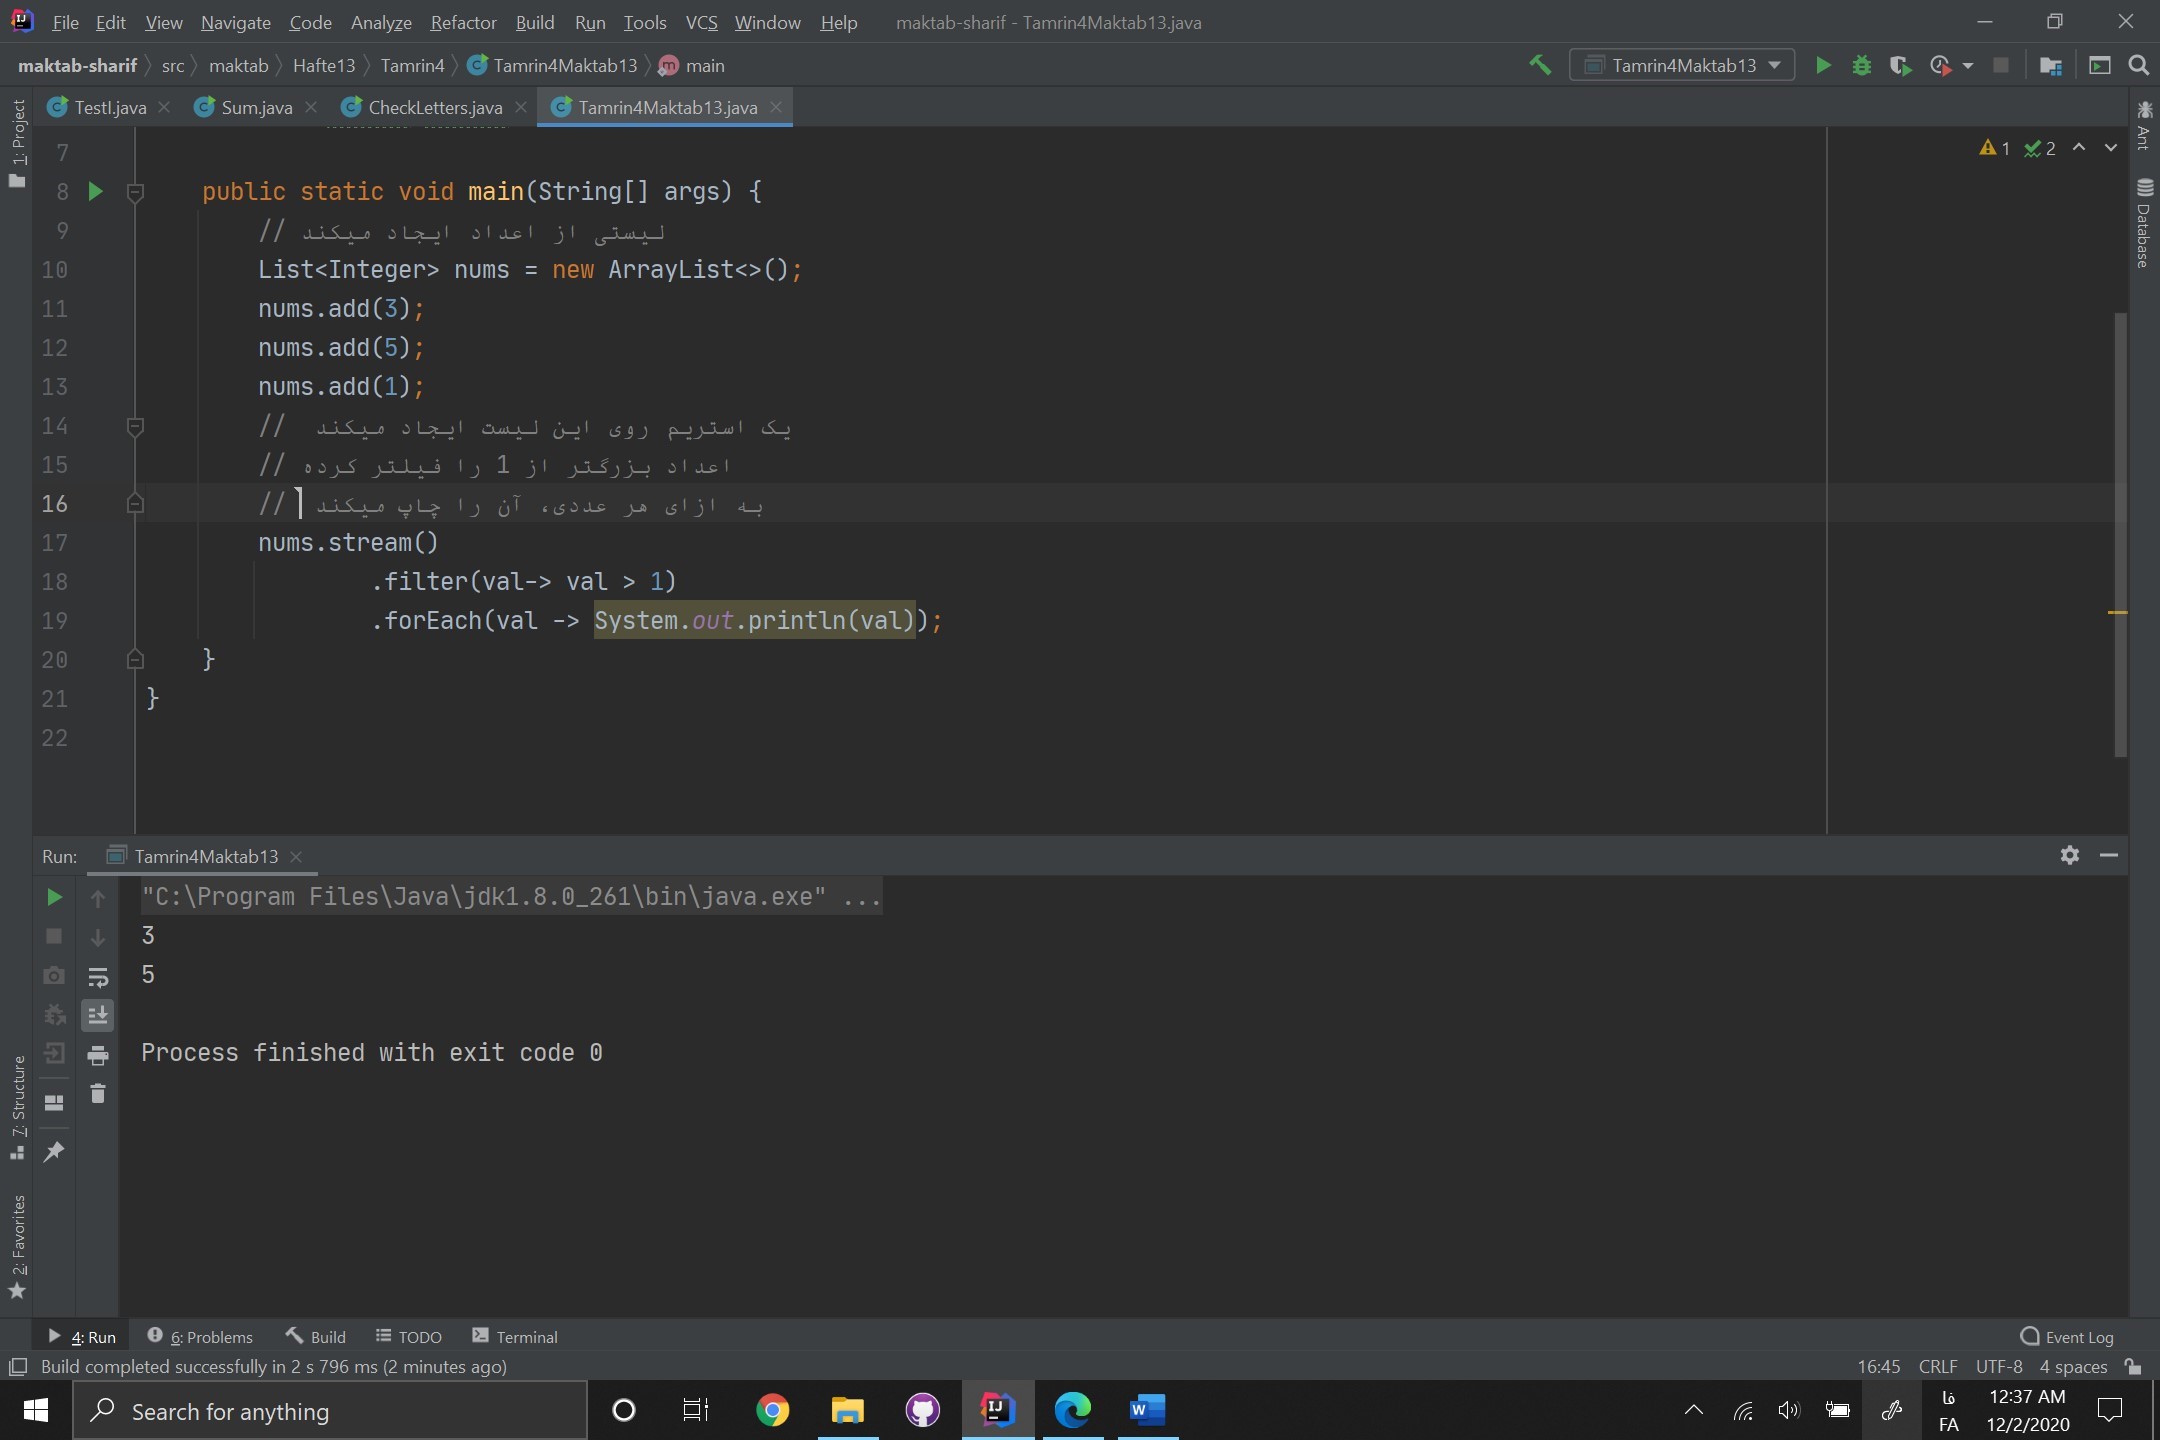 File Edit View Navigate Code Analyze Refactor Build Run Tools VCS Window Help maktab-sharif - Tamrin4Maktab13.java
maktab-sharif src maktab Hafte13 Tamrin4 Tamrin4Maktab13 main
Tamrin4Maktab13
TestI.java Sum.java CheckLetters.java Tamrin4Maktab13.java
1: Project
Ant
Database
1 2
7
8 public static void main(String[] args) {
9 // لیستی از اعداد ایجاد میکند
10 List<Integer> nums = new ArrayList<>();
11 nums.add(3);
12 nums.add(5);
13 nums.add(1);
14 // یک استریم روی این لیست ایجاد میکند
15 // اعداد بزرگتر از 1 را فیلتر کرده
16 // به ازای هر عددی، آن را چاپ میکند
17 nums.stream()
18 .filter(val-> val > 1)
19 .forEach(val -> System.out.println(val));
20 }
21 }
22
Run: Tamrin4Maktab13
"C:\Program Files\Java\jdk1.8.0_261\bin\java.exe" ...
3
5
Process finished with exit code 0
7: Structure
2: Favorites
4: Run 6: Problems Build TODO Terminal Event Log
Build completed successfully in 2 s 796 ms (2 minutes ago) 16:45 CRLF UTF-8 4 spaces
Search for anything
فا
FA
12:37 AM
12/2/2020